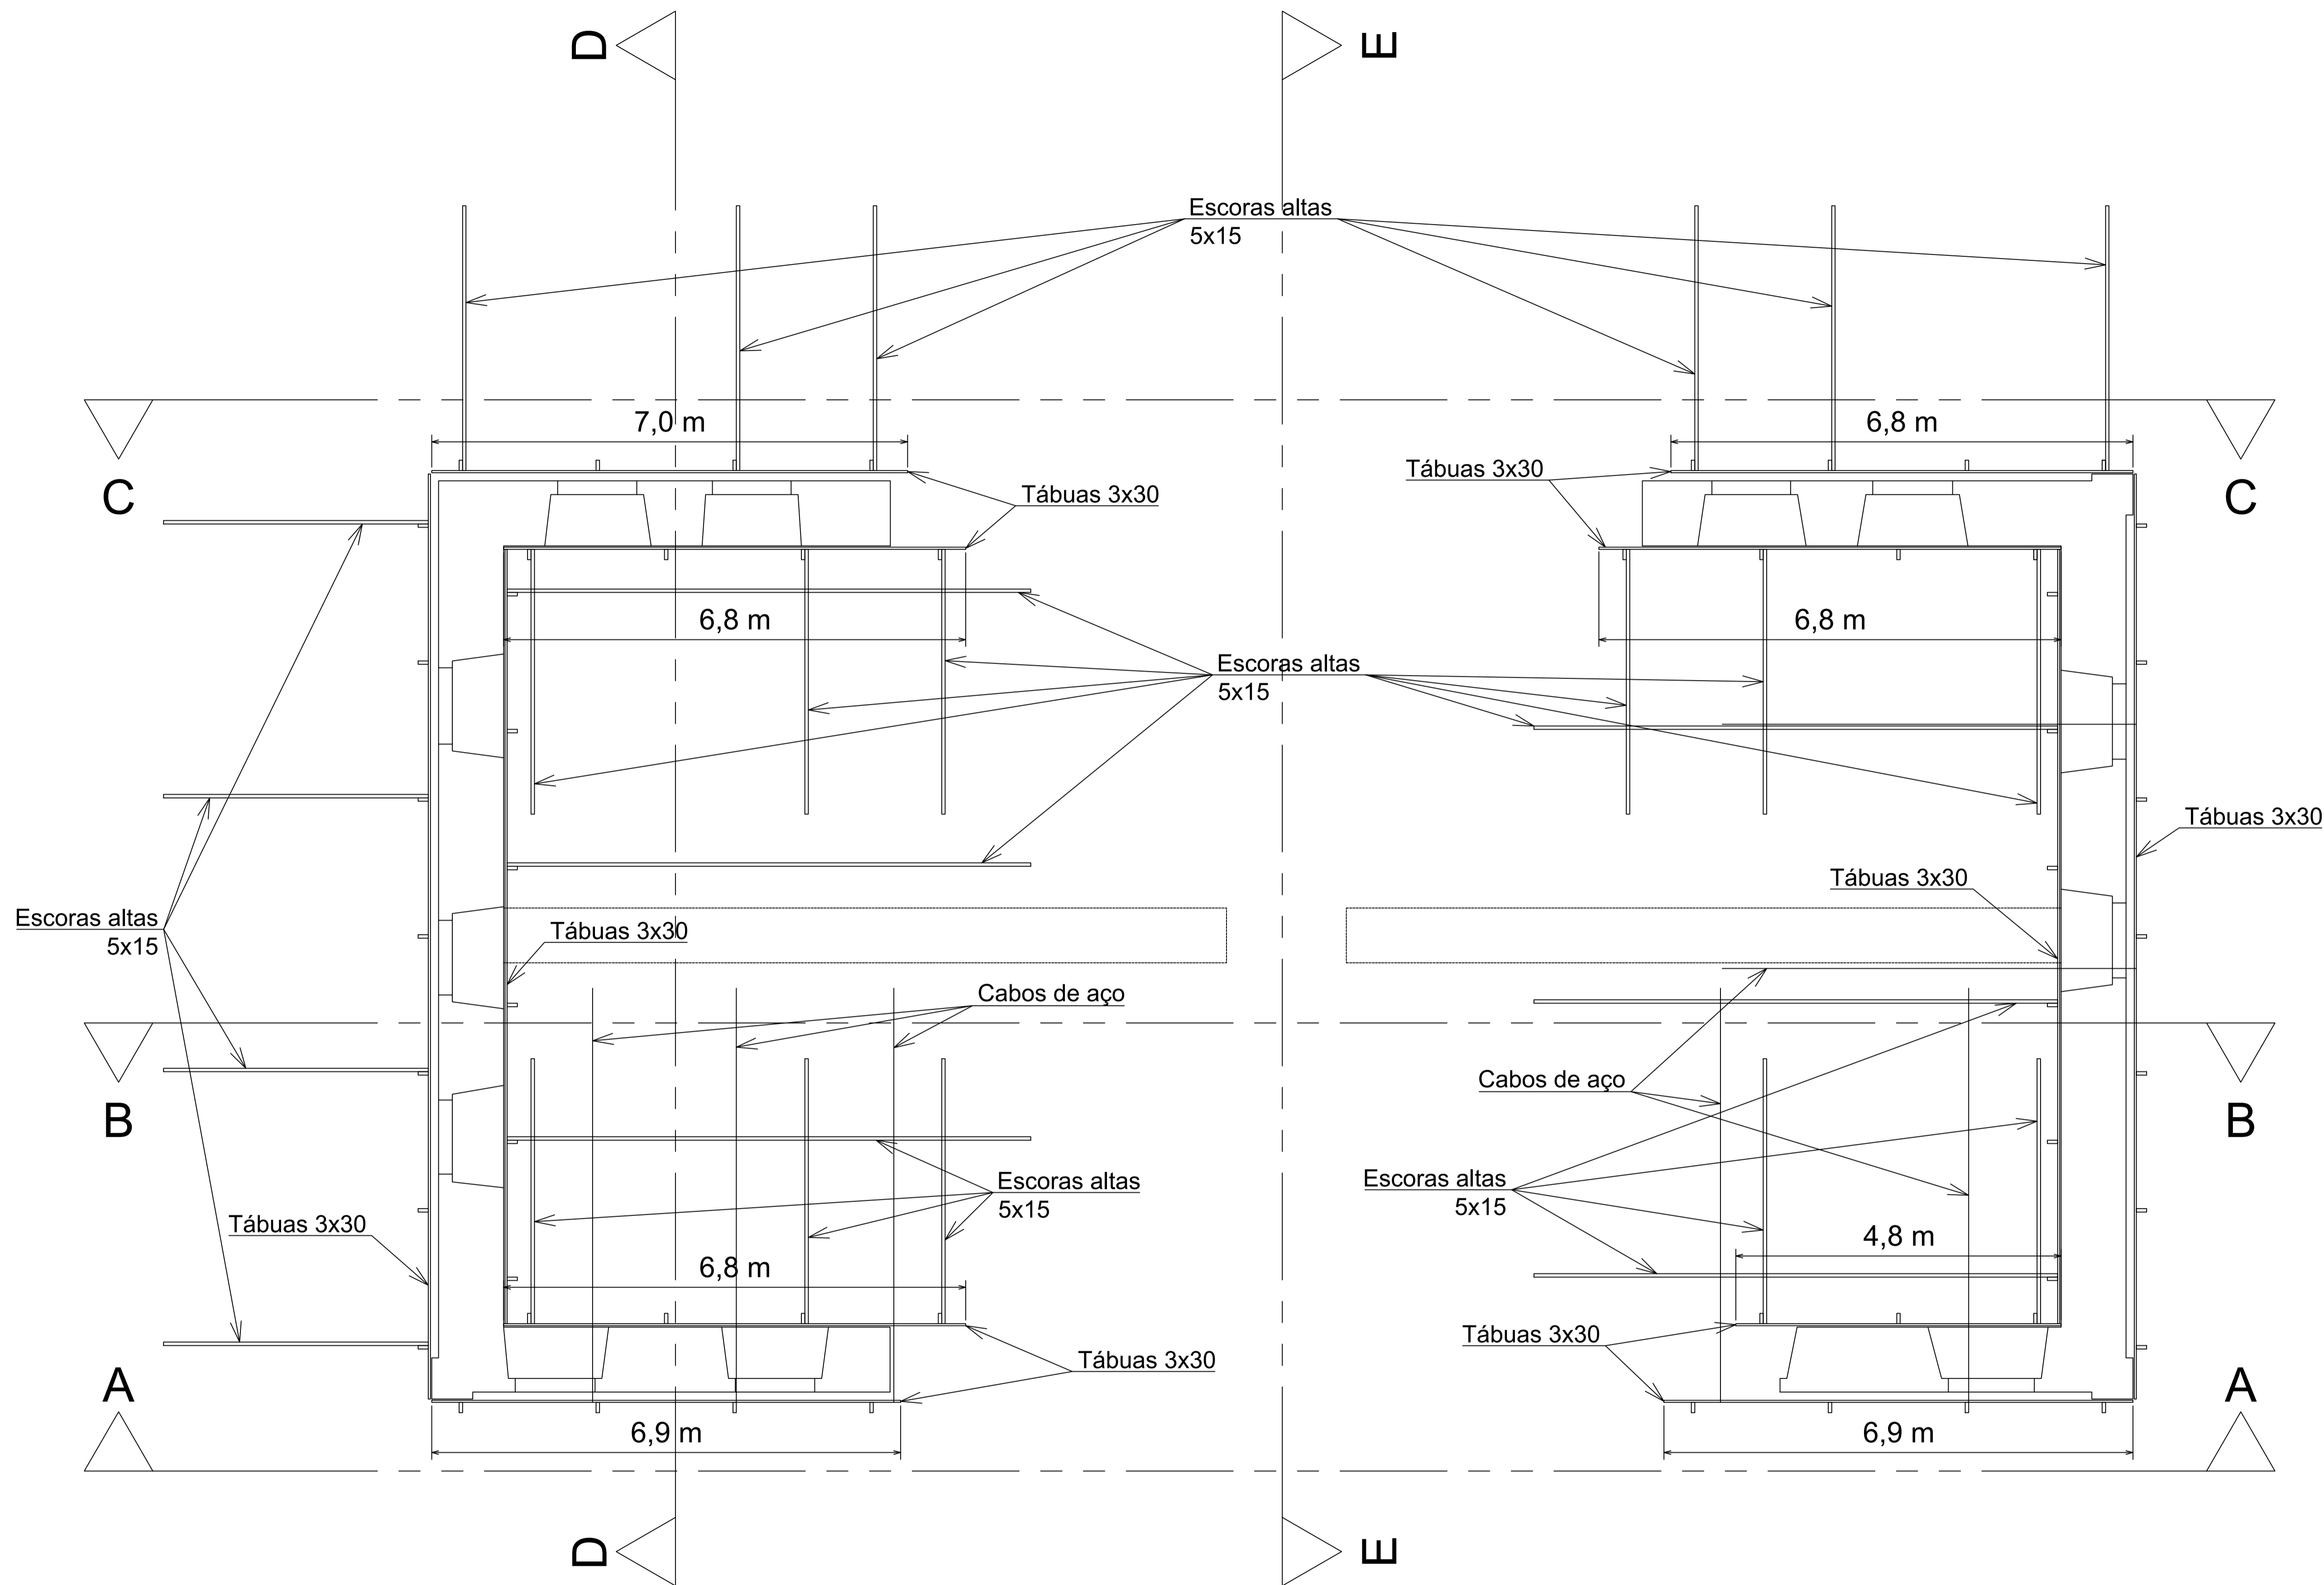 D
E
Escoras altas
5x15
7,0 m
6,8 m
C
C
Tábuas 3x30
Tábuas 3x30
6,8 m
6,8 m
Escoras altas
5x15
Tábuas 3x30
Tábuas 3x30
Escoras altas
5x15
Tábuas 3x30
Cabos de aço
Cabos de aço
B
B
Escoras altas
5x15
Escoras altas
5x15
Tábuas 3x30
4,8 m
6,8 m
Tábuas 3x30
Tábuas 3x30
A
A
6,9 m
6,9 m
D
E